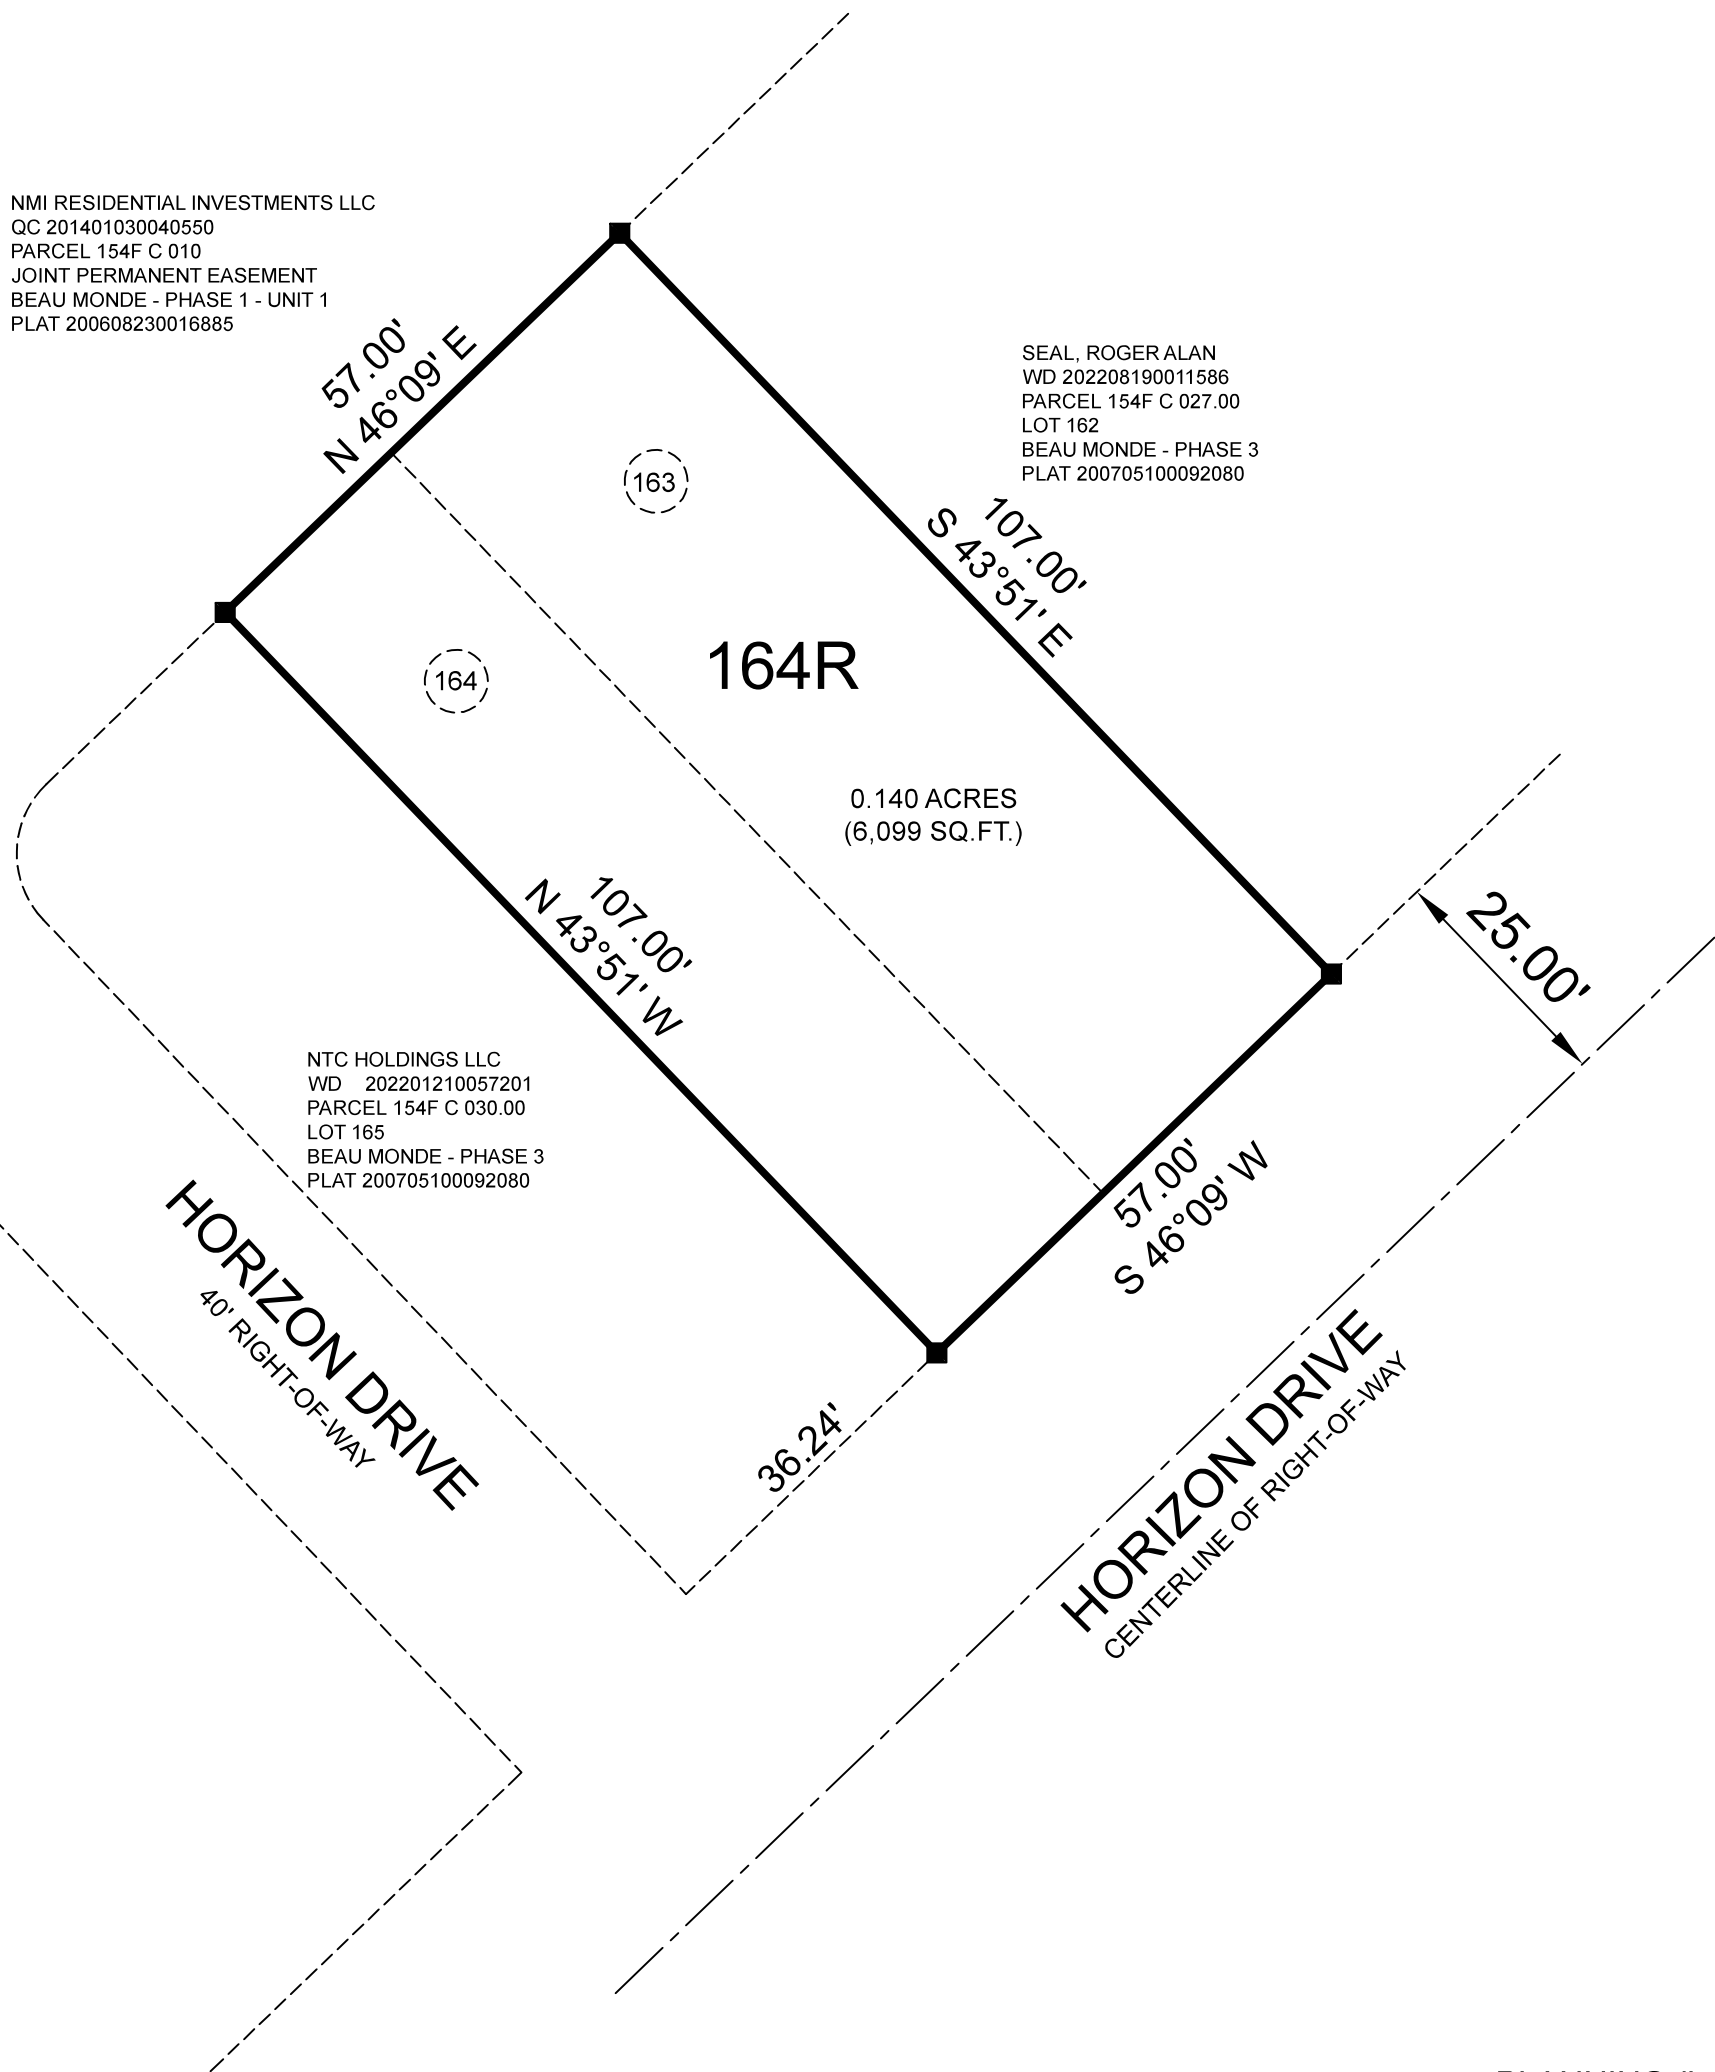 NMI RESIDENTIAL INVESTMENTS LLC
QC 201401030040550
PARCEL 154F C 010
JOINT PERMANENT EASEMENT
BEAU MONDE - PHASE 1 - UNIT 1
PLAT 200608230016885
57.00'
N 46°09' E
SEAL, ROGER ALAN
WD 202208190011586
PARCEL 154F C 027.00
LOT 162
BEAU MONDE - PHASE 3
PLAT 200705100092080
163
107.00'
S 43°51' E
164R
164
0.140 ACRES
(6,099 SQ.FT.)
107.00'
N 43°51' W
25.00'
NTC HOLDINGS LLC
WD 202201210057201
PARCEL 154F C 030.00
LOT 165
BEAU MONDE - PHASE 3
PLAT 200705100092080
57.00'
S 46°09' W
HORIZON DRIVE
40' RIGHT-OF-WAY
36.24'
HORIZON DRIVE
CENTERLINE OF RIGHT-OF-WAY